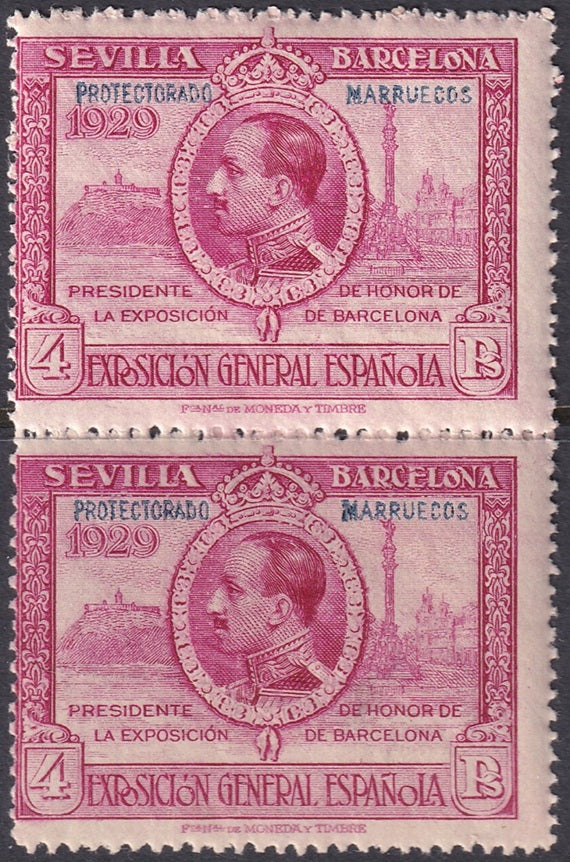 SEVILLA BARCELONA
PROTECTORADO MARRUECOS
1929
PRESIDENTE DE HONOR DE
LA EXPOSICIÓN DE BARCELONA
4 EXPOSICIÓN GENERAL ESPAÑOLA Ps
Fca Nal DE MONEDA Y TIMBRE
SEVILLA BARCELONA
PROTECTORADO MARRUECOS
1929
PRESIDENTE DE HONOR DE
LA EXPOSICIÓN DE BARCELONA
4 EXPOSICIÓN GENERAL ESPAÑOLA Ps
Fca Nal DE MONEDA Y TIMBRE